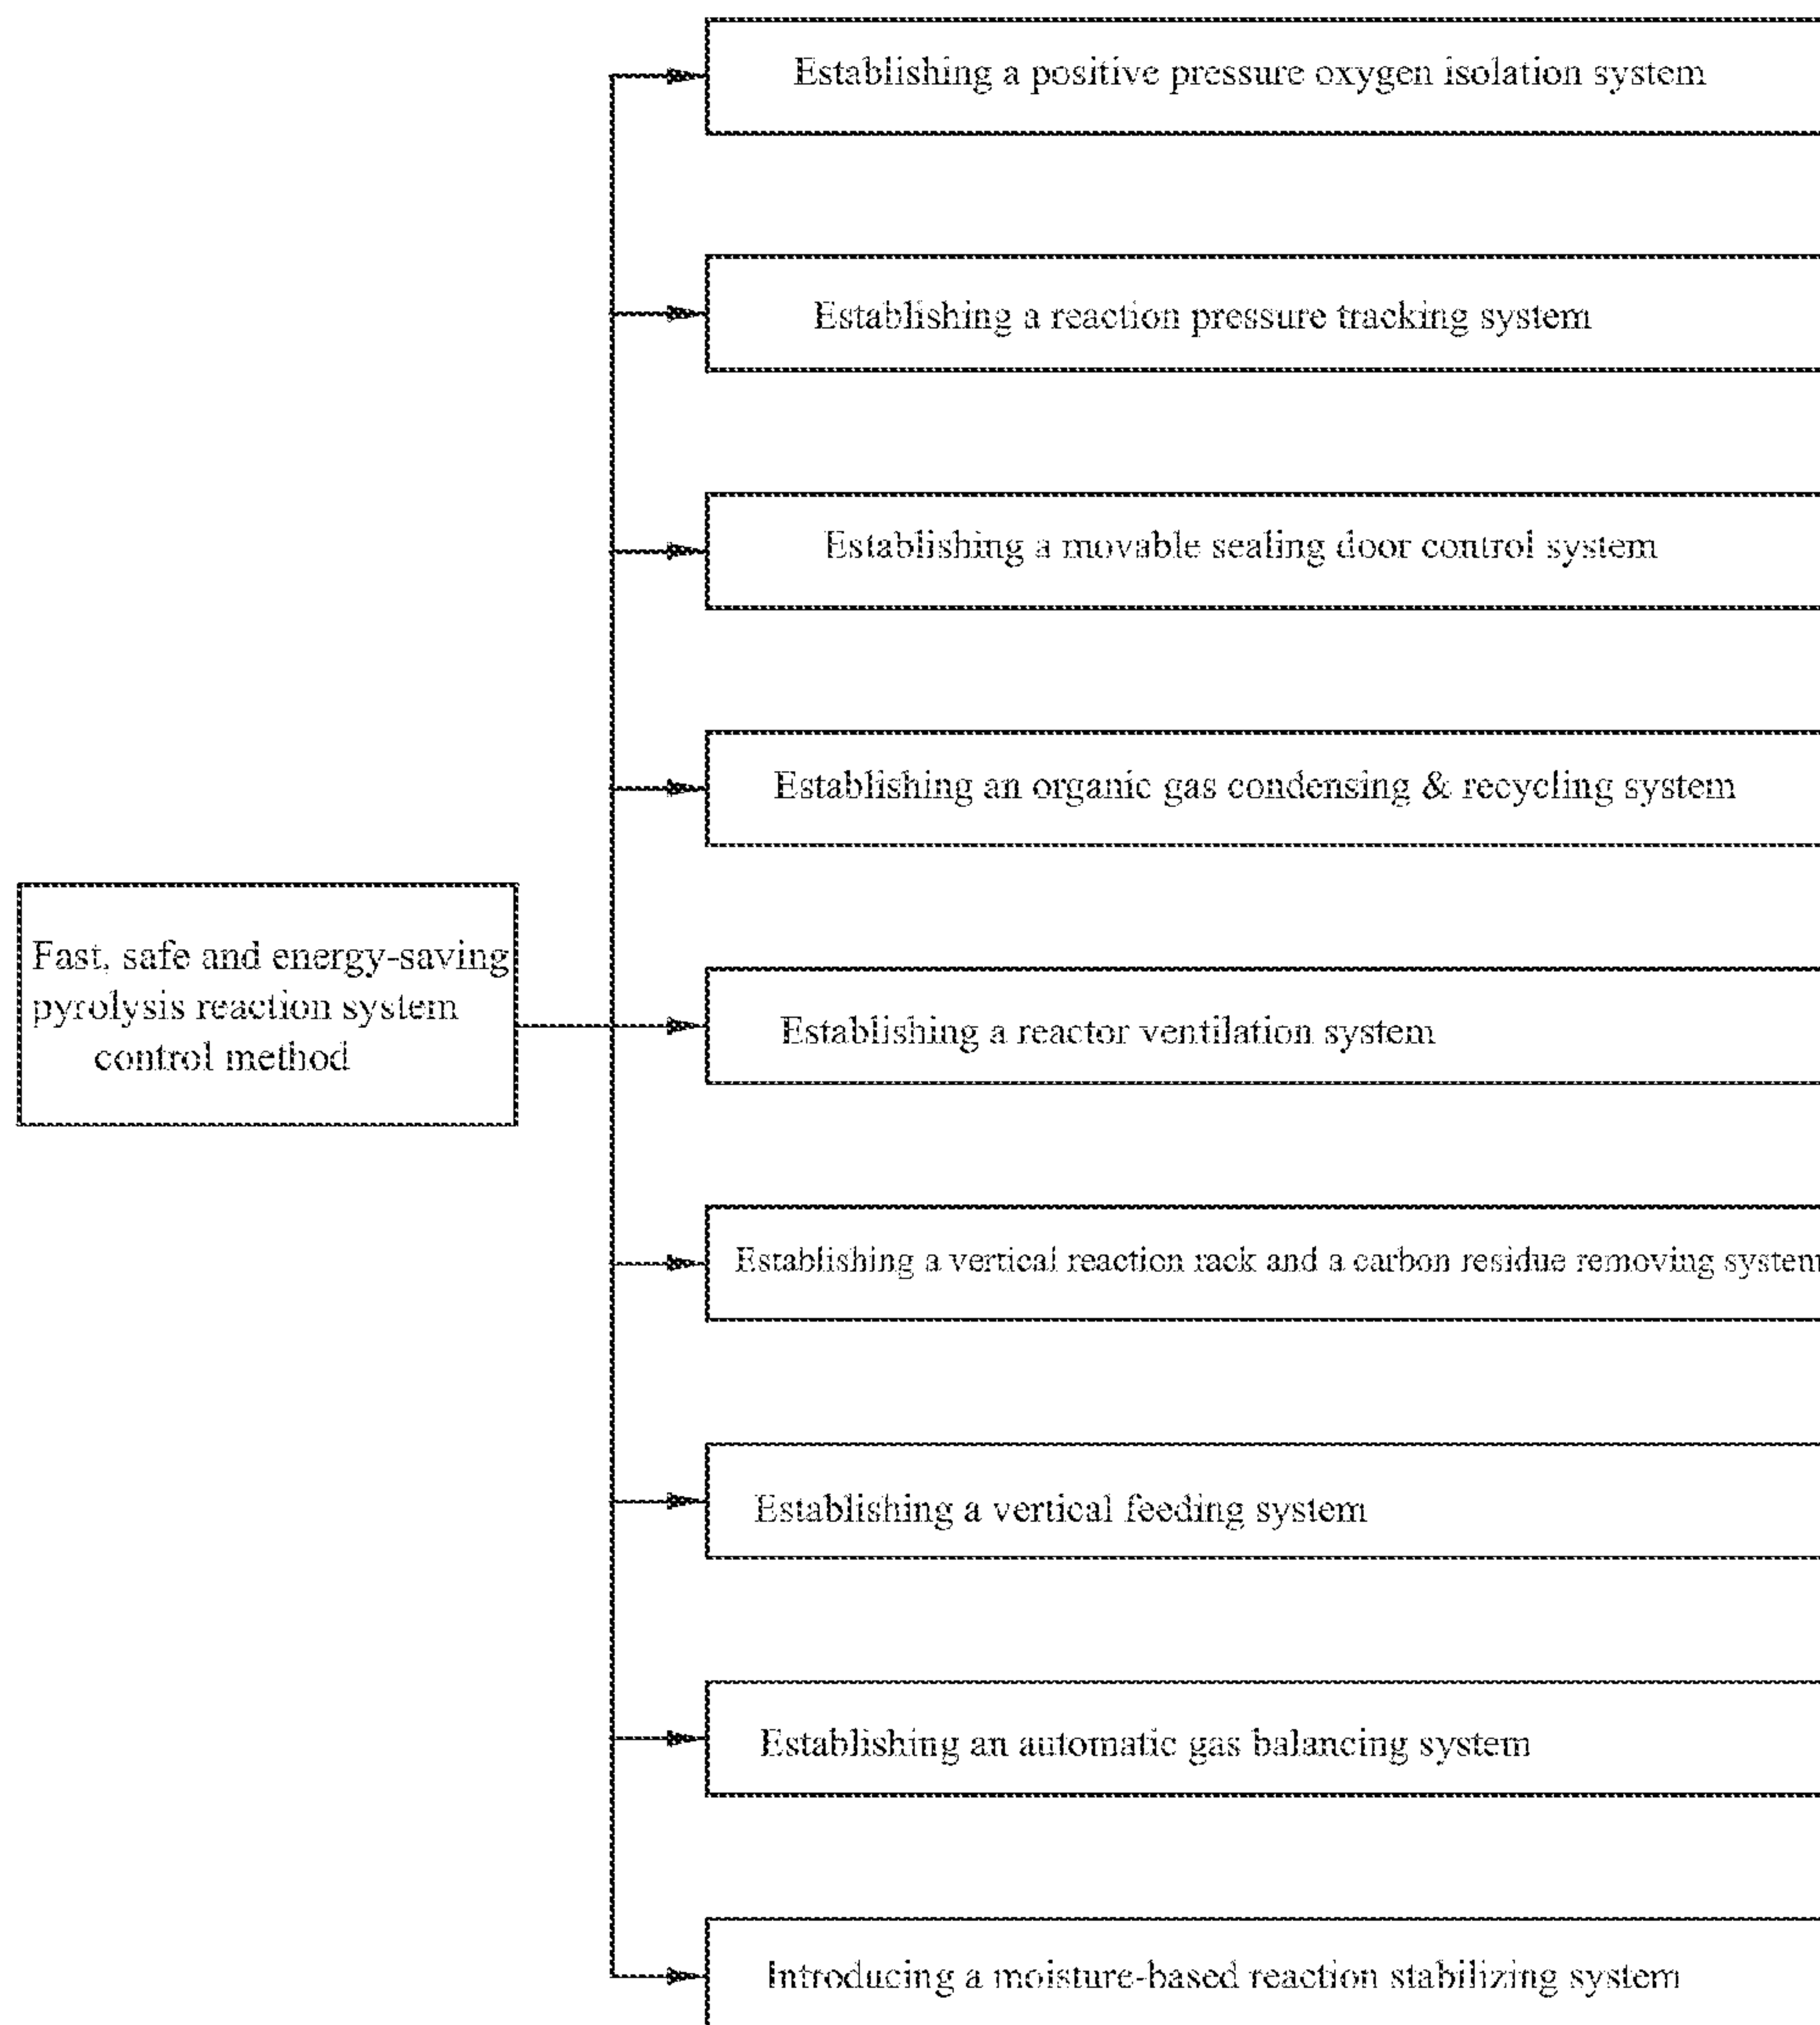 Establishing a positive pressure oxygen isolation system
Establishing a reaction pressure tracking system
Establishing a movable sealing door control system
Establishing an organic gas condensing & recycling system
Fast, safe and energy-saving
pyrolysis reaction system
control method
Establishing a reactor ventilation system
Establishing a vertical reaction rack and a carbon residue removing system
Establishing a vertical feeding system
Establishing an automatic gas balancing system
Introducing a moisture-based reaction stabilizing system